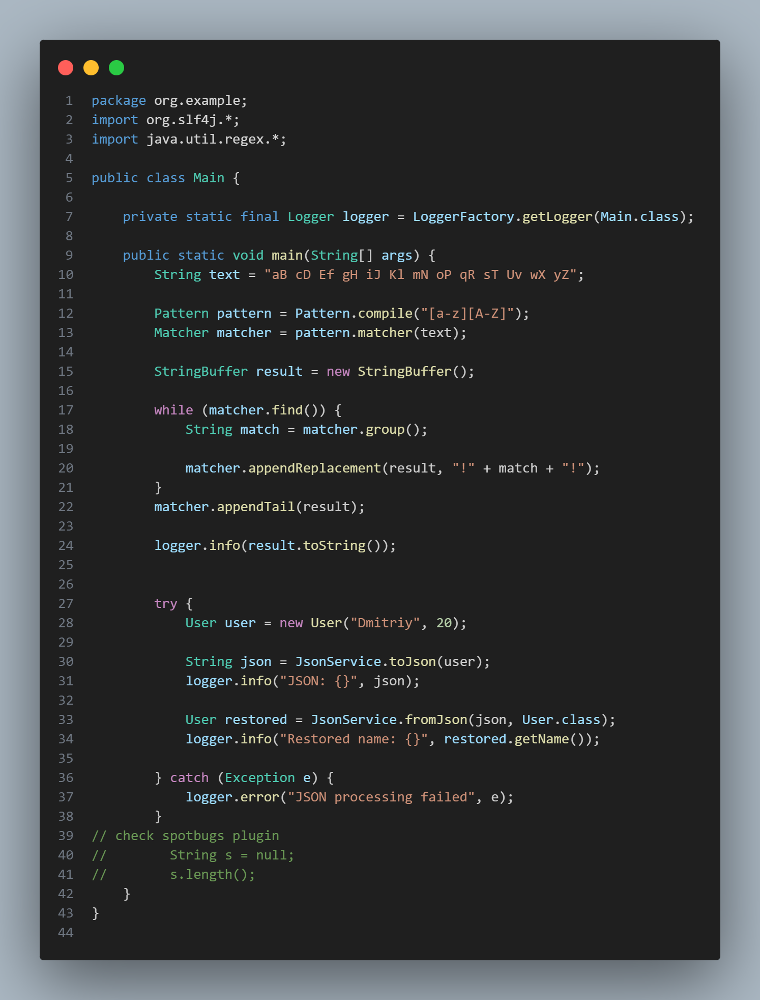 1 package org.example;
2 import org.slf4j.*;
3 import java.util.regex.*;
4
5 public class Main {
6
7     private static final Logger logger = LoggerFactory.getLogger(Main.class);
8
9     public static void main(String[] args) {
10         String text = "aB cD Ef gH iJ Kl mN oP qR sT Uv wX yZ";
11
12         Pattern pattern = Pattern.compile("[a-z][A-Z]");
13         Matcher matcher = pattern.matcher(text);
14
15         StringBuffer result = new StringBuffer();
16
17         while (matcher.find()) {
18             String match = matcher.group();
19
20             matcher.appendReplacement(result, "!" + match + "!");
21         }
22         matcher.appendTail(result);
23
24         logger.info(result.toString());
25
26
27         try {
28             User user = new User("Dmitriy", 20);
29
30             String json = JsonService.toJson(user);
31             logger.info("JSON: {}", json);
32
33             User restored = JsonService.fromJson(json, User.class);
34             logger.info("Restored name: {}", restored.getName());
35
36         } catch (Exception e) {
37             logger.error("JSON processing failed", e);
38         }
39 // check spotbugs plugin
40 //        String s = null;
41 //        s.length();
42     }
43 }
44